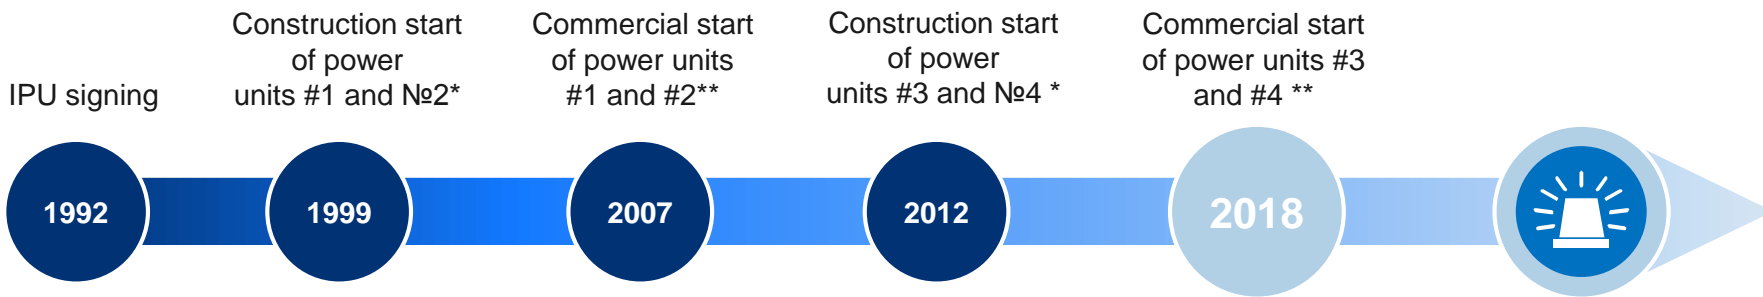 IPU signing
1992
Construction start
of power
units #1 and №2*
1999
Commercial start
of power units
#1 and #2**
2007
Construction start
of power
units #3 and №4 *
2012
Commercial start
of power units #3
and #4 **
2018